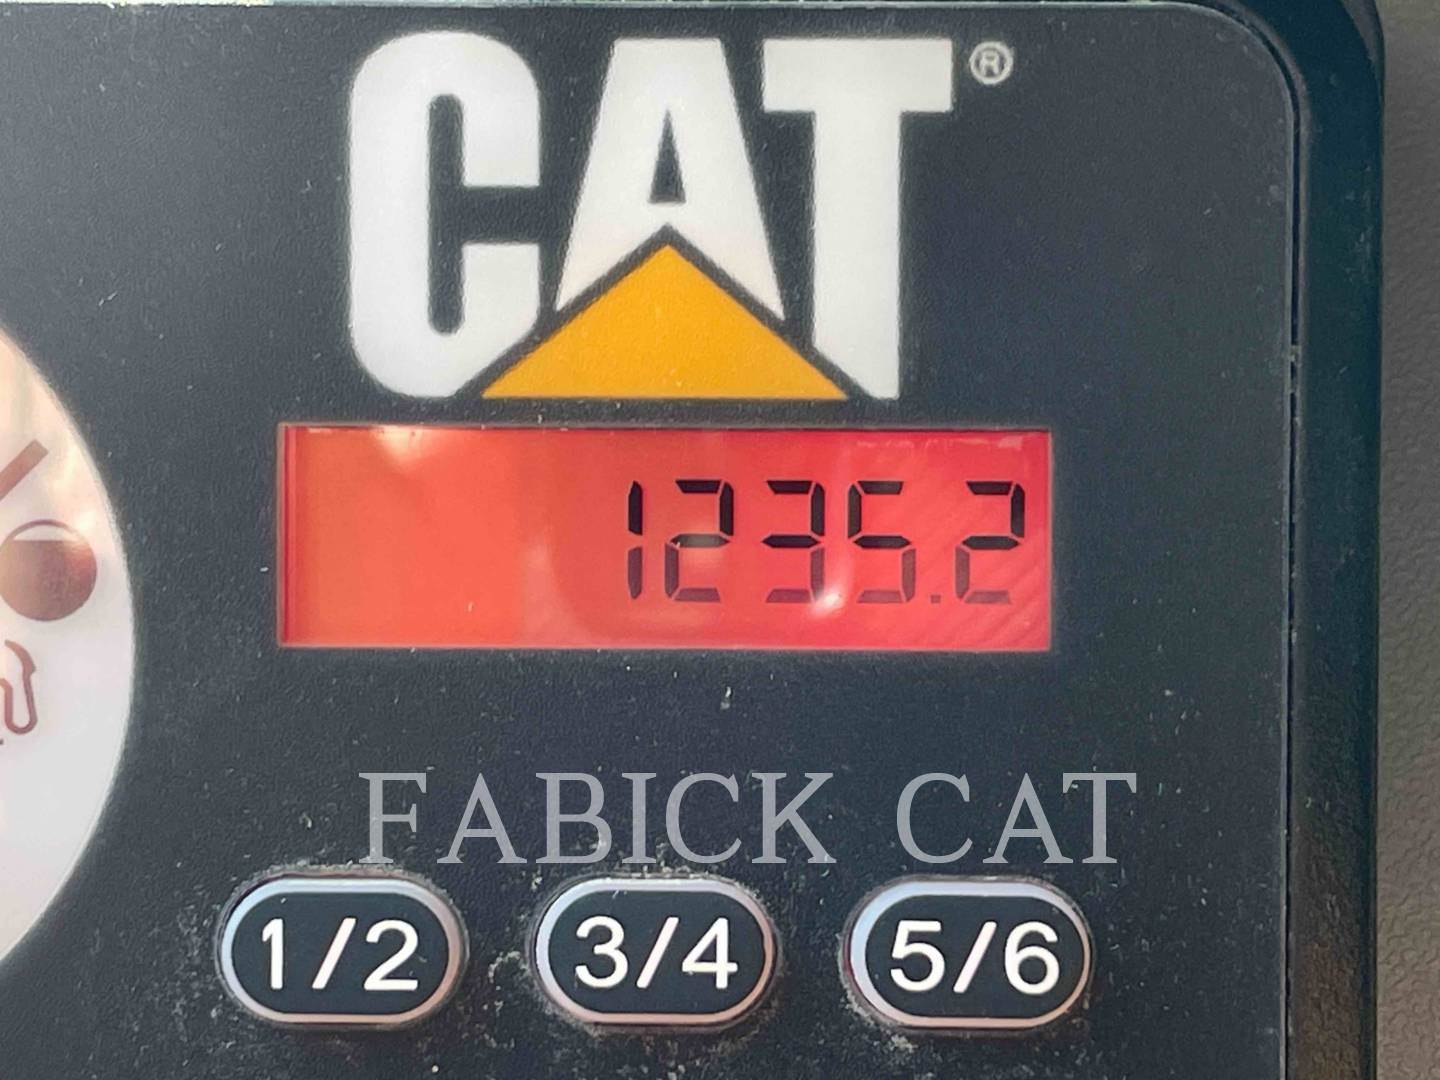 CAT®
1235.2
FABICK CAT
1/2 3/4 5/6